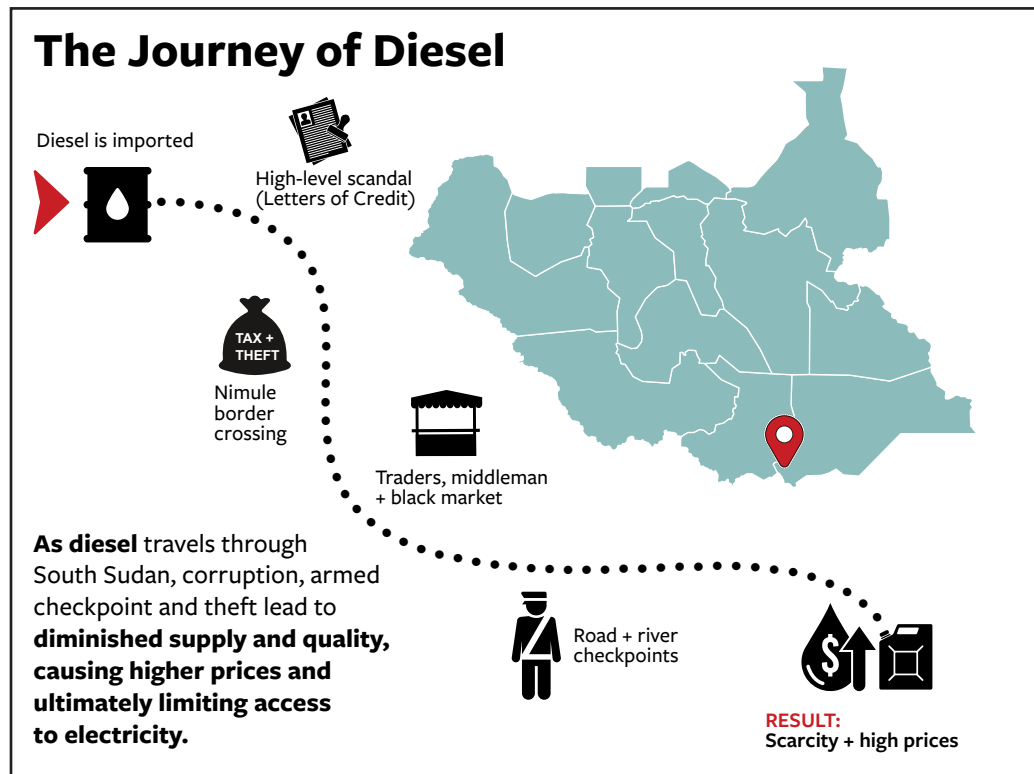 The Journey of Diesel
Diesel is imported
High-level scandal
(Letters of Credit)
TAX +
THEFT
Nimule
border
crossing
Traders, middleman
+ black market
As diesel travels through
South Sudan, corruption, armed
checkpoint and theft lead to
diminished supply and quality,
causing higher prices and
ultimately limiting access
to electricity.
Road + river
checkpoints
$
RESULT:
Scarcity + high prices